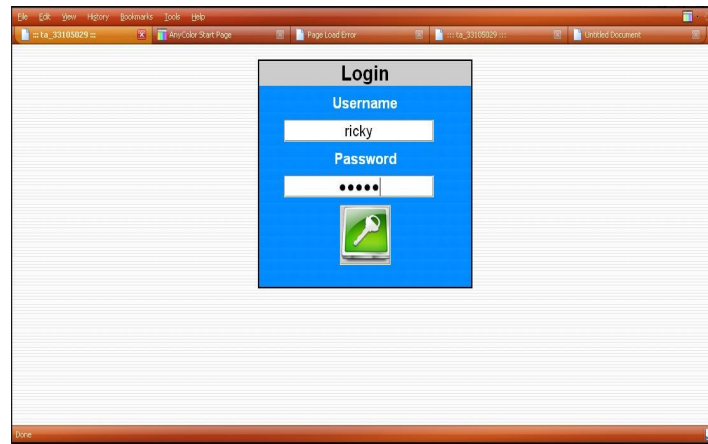 File Edit View History Bookmarks Tools Help
::: ta_33105029 ::: AnyColor Start Page Page Load Error ::: ta_33105029 ::: Untitled Document
Login
Username
ricky
Password
•••••
Done